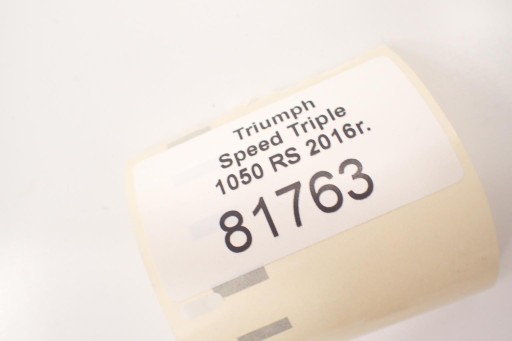 Triumph
Speed Triple
1050 RS 2016r.
81763